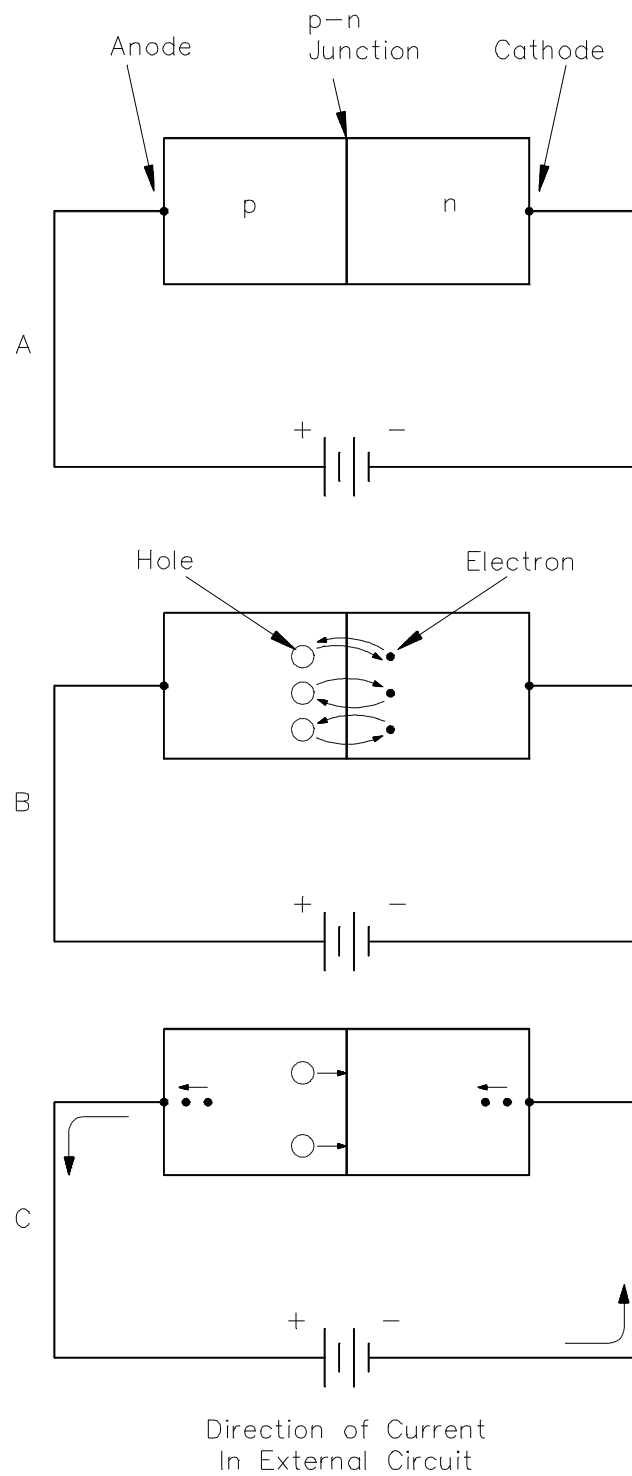 Anode
p-n
Junction
Cathode
p
n
A
+ -
Hole
Electron
B
+ -
C
+ -
Direction of Current
In External Circuit